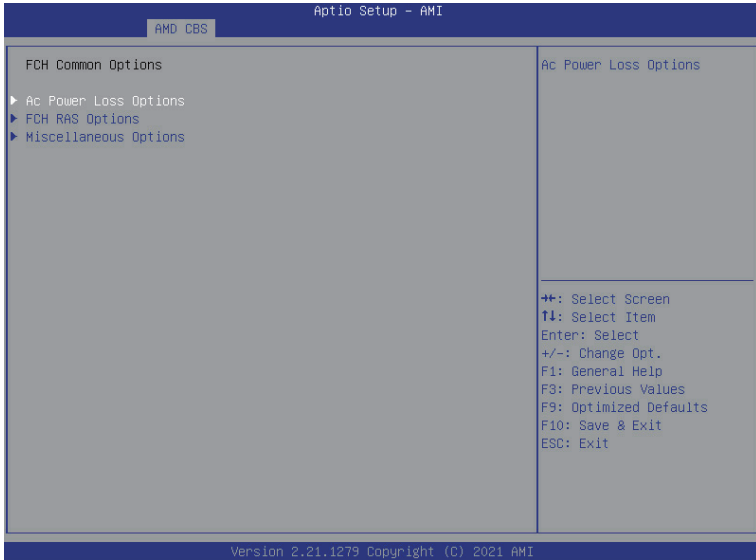 Aptio Setup – AMI
AMD CBS
FCH Common Options
Ac Power Loss Options
FCH RAS Options
Miscellaneous Options
Ac Power Loss Options
→←: Select Screen
↑↓: Select Item
Enter: Select
+/-: Change Opt.
F1: General Help
F3: Previous Values
F9: Optimized Defaults
F10: Save & Exit
ESC: Exit
Version 2.21.1279 Copyright (C) 2021 AMI